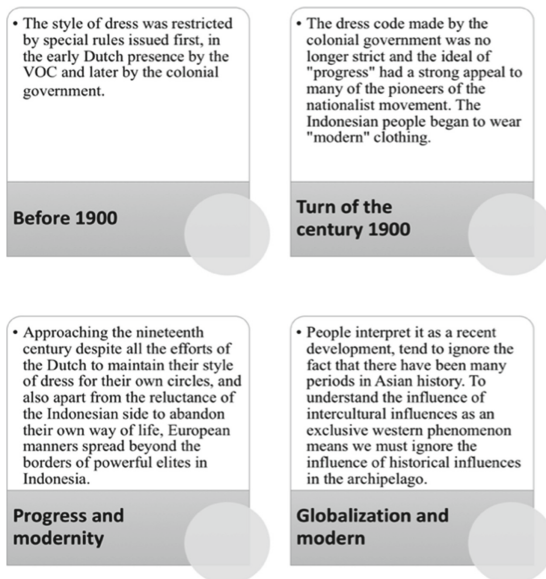 • The style of dress was restricted
by special rules issued first, in
the early Dutch presence by the
VOC and later by the colonial
government.
Before 1900
• The dress code made by the
colonial government was no
longer strict and the ideal of
"progress" had a strong appeal to
many of the pioneers of the
nationalist movement. The
Indonesian people began to wear
"modern" clothing.
Turn of the
century 1900
• Approaching the nineteenth
century despite all the efforts of
the Dutch to maintain their style
of dress for their own circles, and
also apart from the reluctance of
the Indonesian side to abandon
their own way of life, European
manners spread beyond the
borders of powerful elites in
Indonesia.
Progress and
modernity
• People interpret it as a recent
development, tend to ignore the
fact that there have been many
periods in Asian history. To
understand the influence of
intercultural influences as an
exclusive western phenomenon
means we must ignore the
influence of historical influences
in the archipelago.
Globalization and
modern